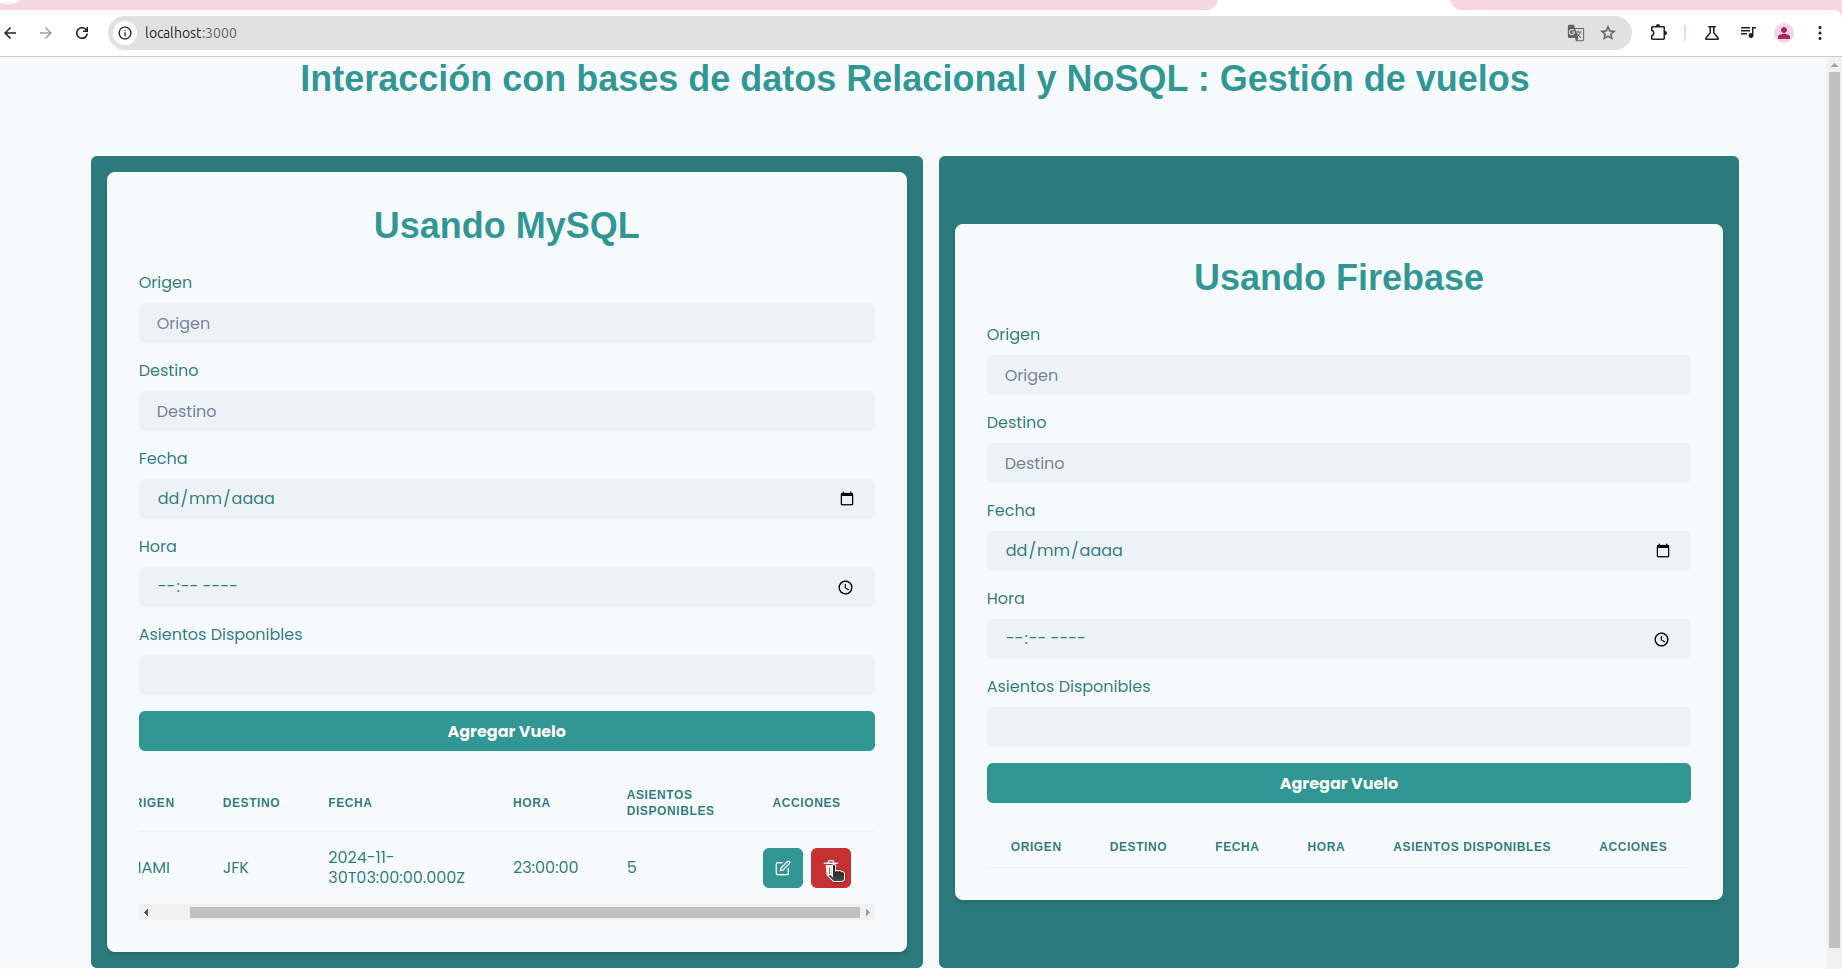 localhost:3000
Interacción con bases de datos Relacional y NoSQL : Gestión de vuelos
Usando MySQL
Origen
Origen
Destino
Destino
Fecha
dd/mm/aaaa
Hora
--:-- ----
Asientos Disponibles
Agregar Vuelo
RIGEN DESTINO FECHA HORA ASIENTOS DISPONIBLES ACCIONES
IAMI JFK 2024-11-30T03:00:00.000Z 23:00:00 5
Usando Firebase
Origen
Origen
Destino
Destino
Fecha
dd/mm/aaaa
Hora
--:-- ----
Asientos Disponibles
Agregar Vuelo
ORIGEN DESTINO FECHA HORA ASIENTOS DISPONIBLES ACCIONES